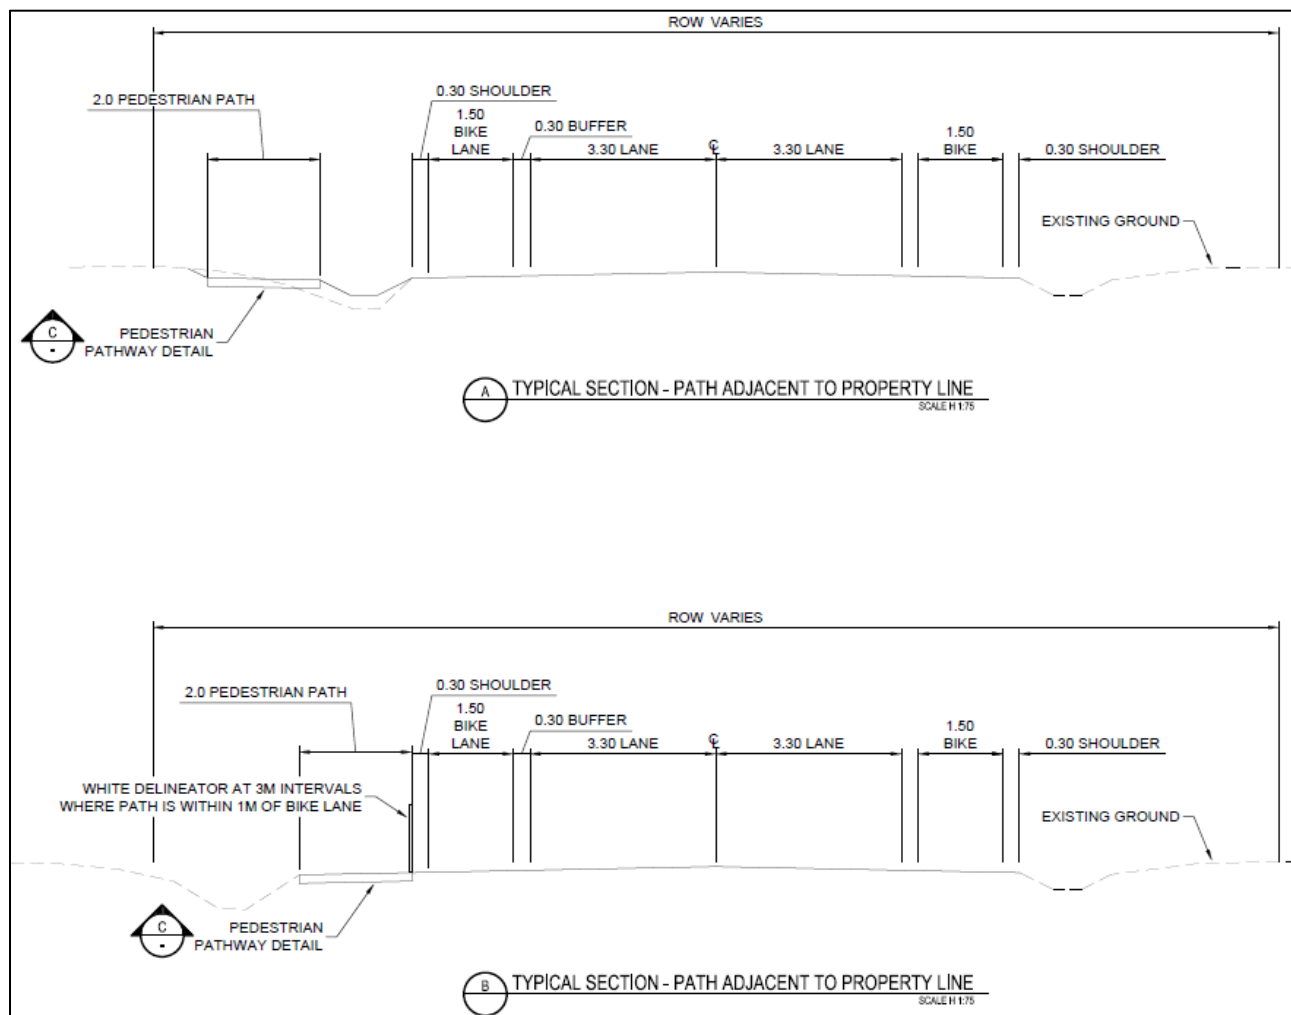 ROW VARIES
2.0 PEDESTRIAN PATH
0.30 SHOULDER
1.50
BIKE
LANE
0.30 BUFFER
3.30 LANE
℄
3.30 LANE
1.50
BIKE
0.30 SHOULDER
EXISTING GROUND
C
-
PEDESTRIAN
PATHWAY DETAIL
A
TYPICAL SECTION - PATH ADJACENT TO PROPERTY LINE
SCALE H 1:75
ROW VARIES
2.0 PEDESTRIAN PATH
0.30 SHOULDER
1.50
BIKE
LANE
0.30 BUFFER
3.30 LANE
℄
3.30 LANE
1.50
BIKE
0.30 SHOULDER
WHITE DELINEATOR AT 3M INTERVALS
WHERE PATH IS WITHIN 1M OF BIKE LANE
EXISTING GROUND
C
-
PEDESTRIAN
PATHWAY DETAIL
B
TYPICAL SECTION - PATH ADJACENT TO PROPERTY LINE
SCALE H 1:75